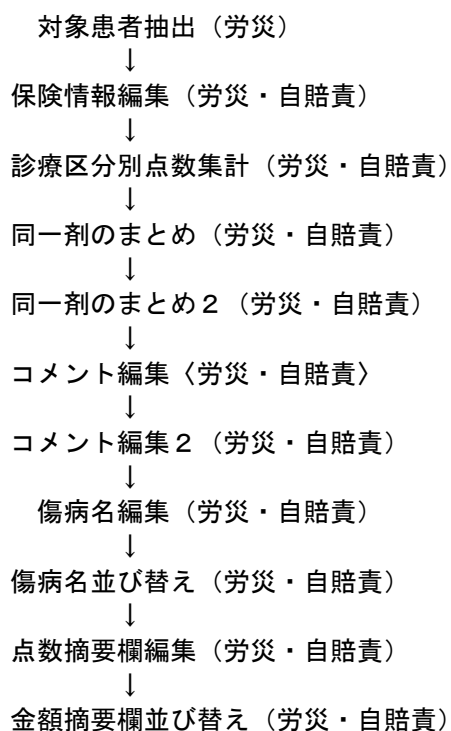 対象患者抽出（労災）
↓
保険情報編集（労災・自賠責）
↓
診療区分別点数集計（労災・自賠責）
↓
同一剤のまとめ（労災・自賠責）
↓
同一剤のまとめ２（労災・自賠責）
↓
コメント編集〈労災・自賠責〉
↓
コメント編集２（労災・自賠責）
↓
傷病名編集（労災・自賠責）
↓
傷病名並び替え（労災・自賠責）
↓
点数摘要欄編集（労災・自賠責）
↓
金額摘要欄並び替え（労災・自賠責）